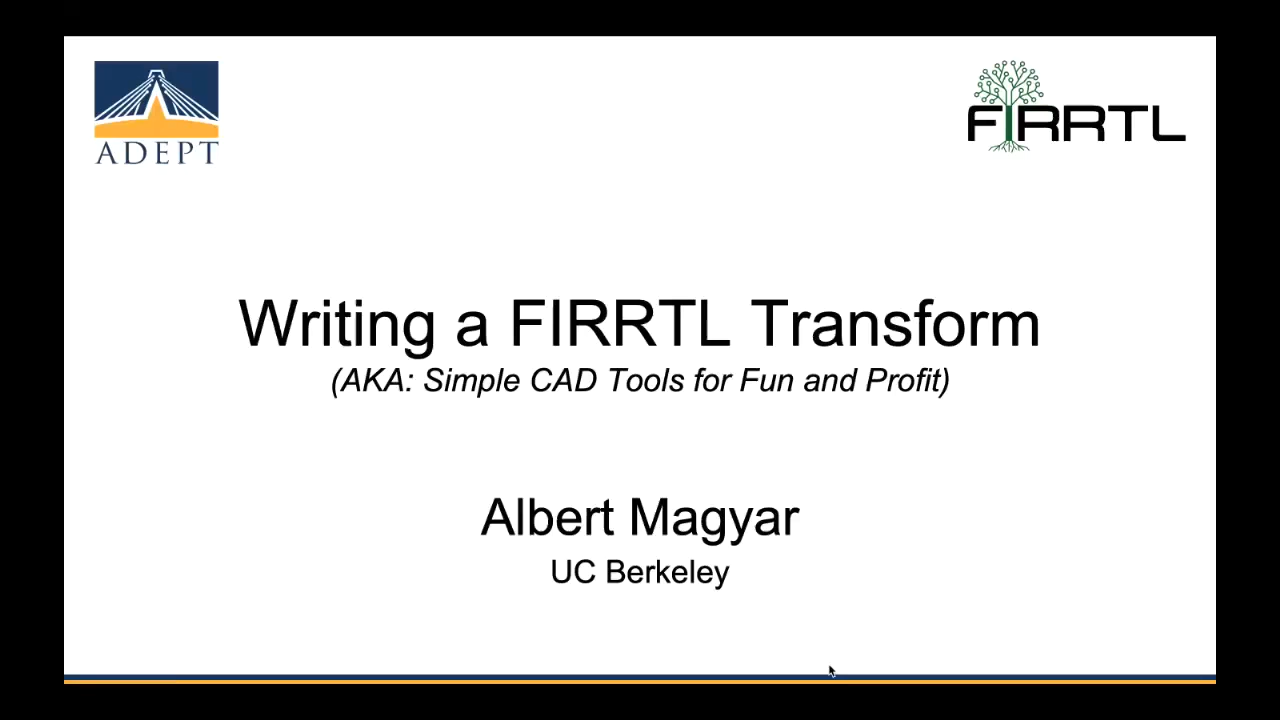 ADEPT
FIRRTL
Writing a FIRRTL Transform
(AKA: Simple CAD Tools for Fun and Profit)
Albert Magyar
UC Berkeley